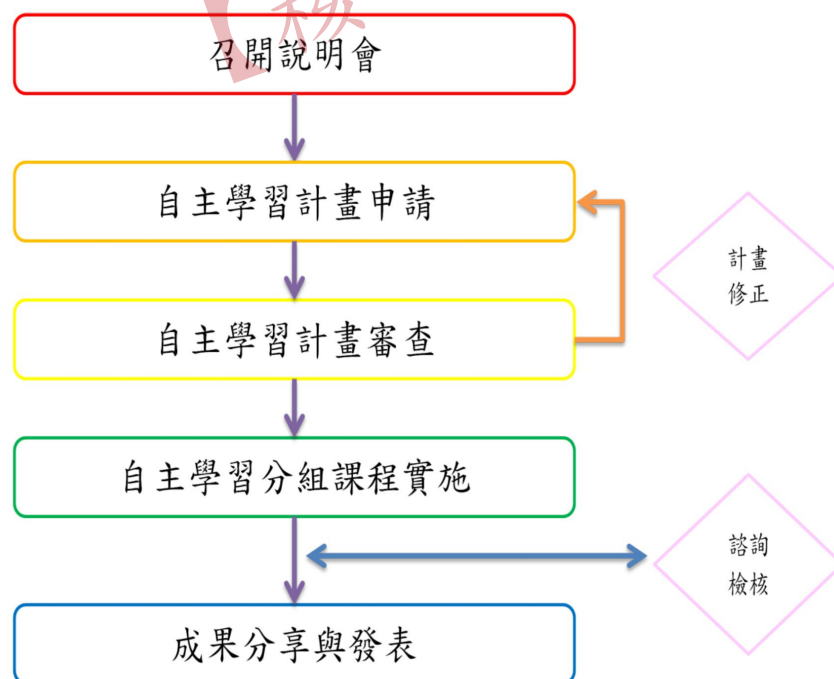 召開說明會
自主學習計畫申請
計畫
修正
自主學習計畫審查
自主學習分組課程實施
諮詢
檢核
成果分享與發表